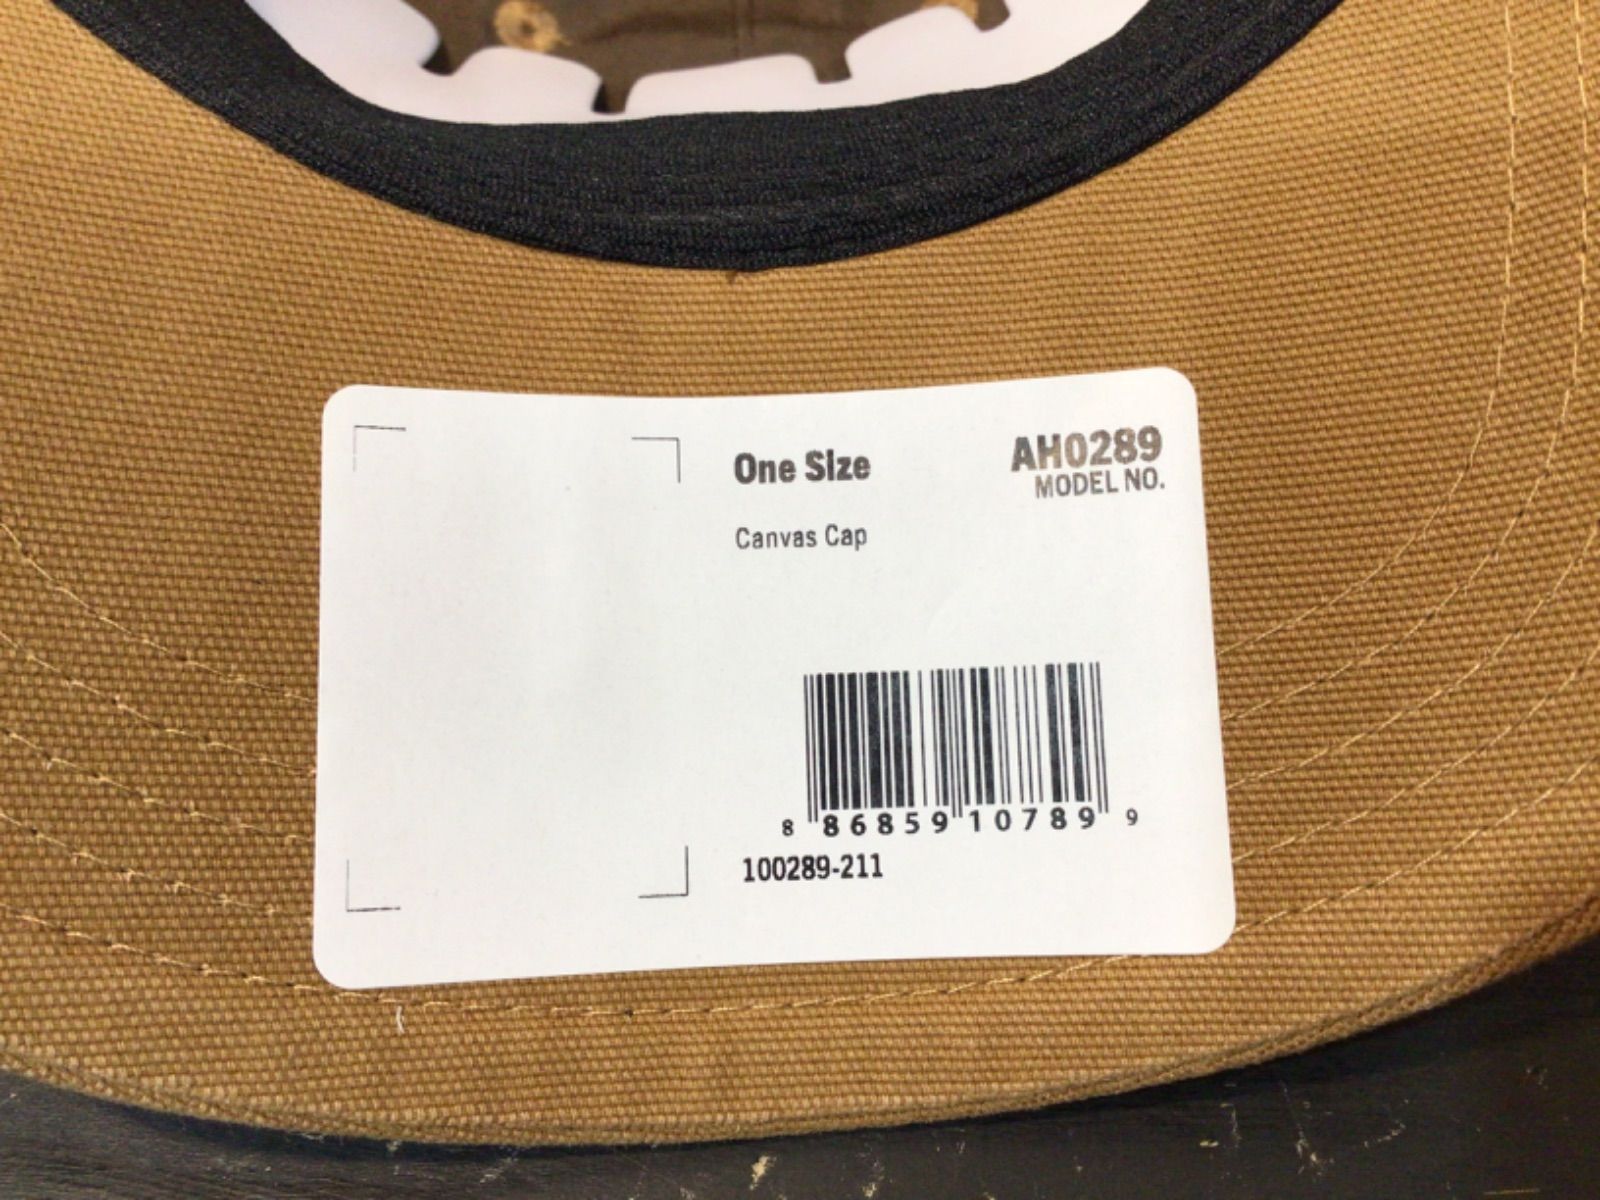 One Size
AH0289
MODEL NO.
Canvas Cap
8 86859 10789 9
100289-211